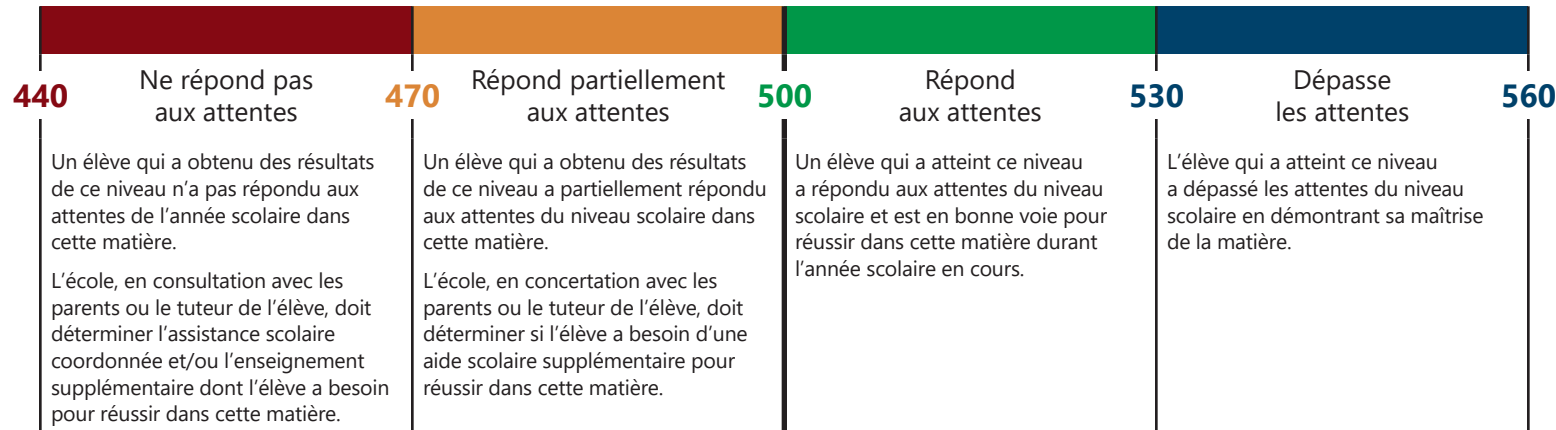 440
Ne répond pas
aux attentes
470
Répond partiellement
aux attentes
500
Répond
aux attentes
530
Dépasse
les attentes
560
Un élève qui a obtenu des résultats
de ce niveau n’a pas répondu aux
attentes de l’année scolaire dans
cette matière.
L’école, en consultation avec les
parents ou le tuteur de l’élève, doit
déterminer l’assistance scolaire
coordonnée et/ou l’enseignement
supplémentaire dont l’élève a besoin
pour réussir dans cette matière.
Un élève qui a obtenu des résultats
de ce niveau a partiellement répondu
aux attentes du niveau scolaire dans
cette matière.
L’école, en concertation avec les
parents ou le tuteur de l’élève, doit
déterminer si l’élève a besoin d’une
aide scolaire supplémentaire pour
réussir dans cette matière.
Un élève qui a atteint ce niveau
a répondu aux attentes du niveau
scolaire et est en bonne voie pour
réussir dans cette matière durant
l’année scolaire en cours.
L’élève qui a atteint ce niveau
a dépassé les attentes du niveau
scolaire en démontrant sa maîtrise
de la matière.